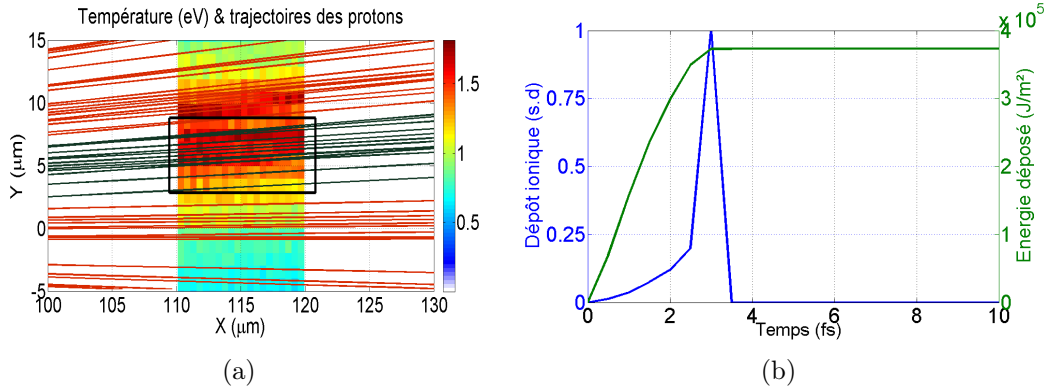 Température (eV) & trajectoires des protons
15
10
5
0
-5
Y (μm)
100 105 110 115 120 125 130
X (μm)
1.5
1
0.5
(a)
1
0.75
0.5
0.25
0
Dépôt ionique (s.d)
0 2 4 6 8 10
Temps (fs)
x 10⁵
4
3
2
1
0
Energie déposé (J/m²)
(b)